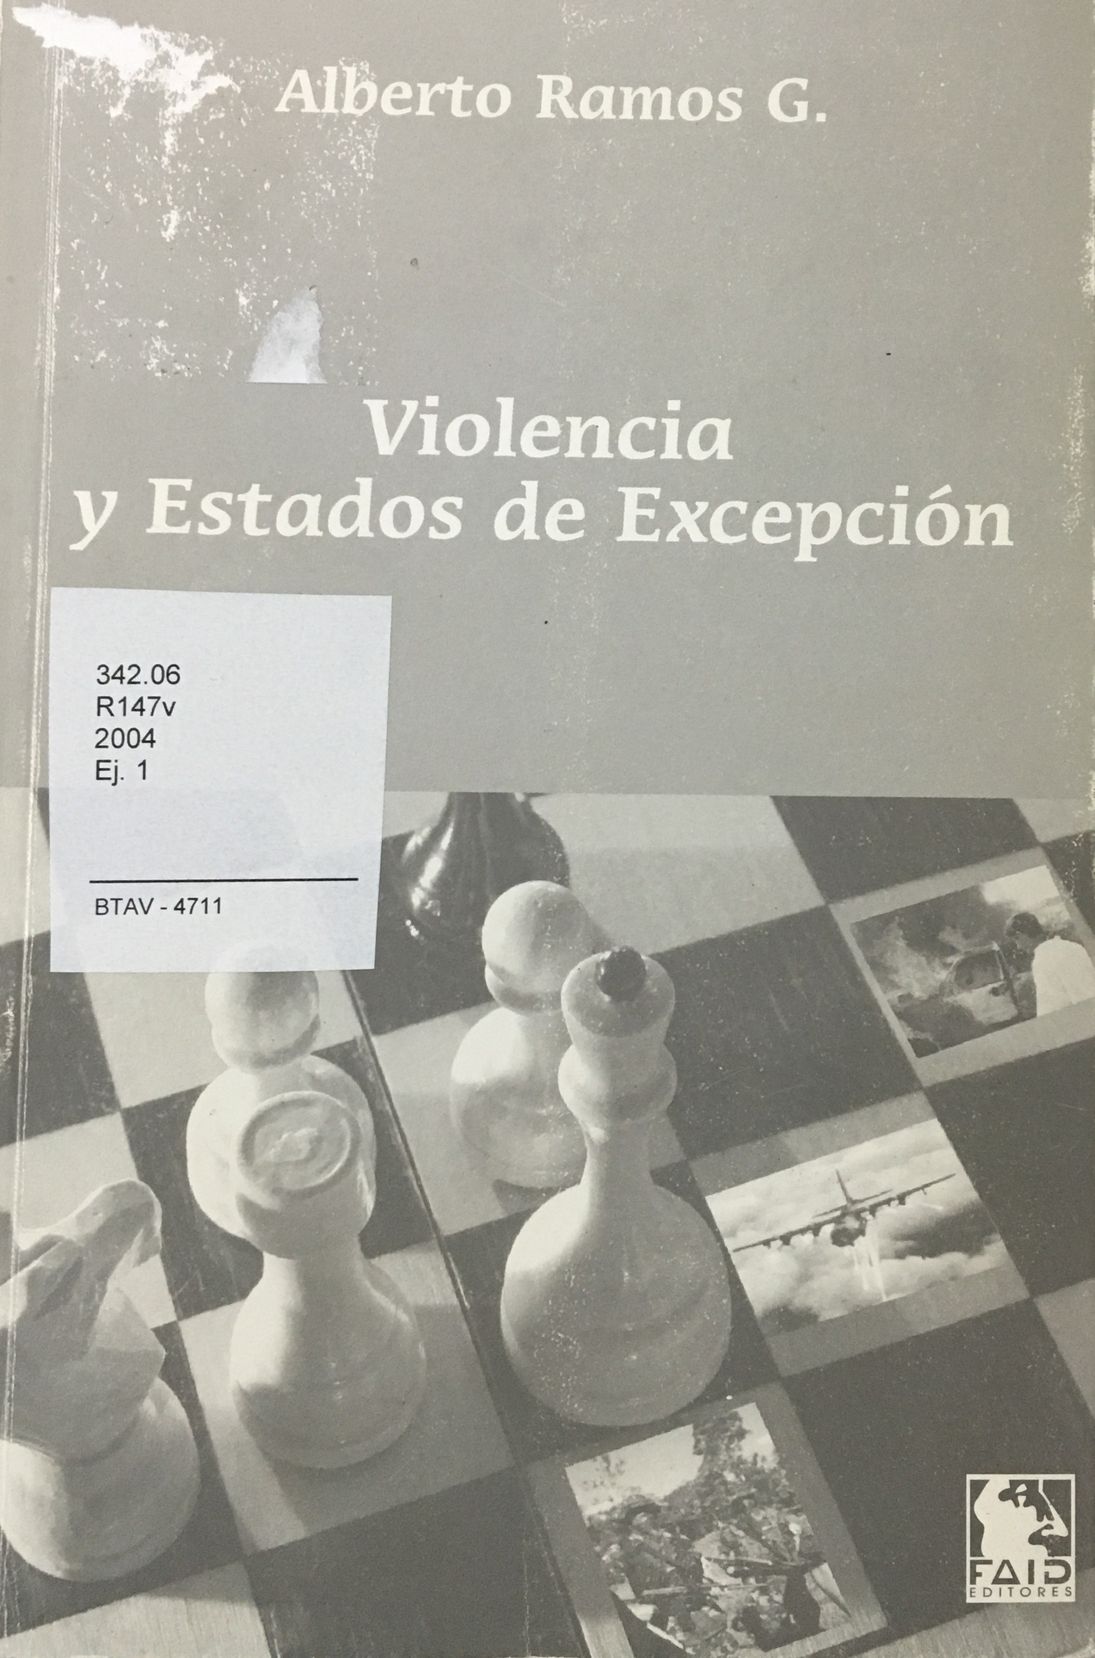 Alberto Ramos G.
Violencia
y Estados de Excepción
342.06
R147v
2004
Ej. 1
BTAV - 4711
FAID
EDITORES